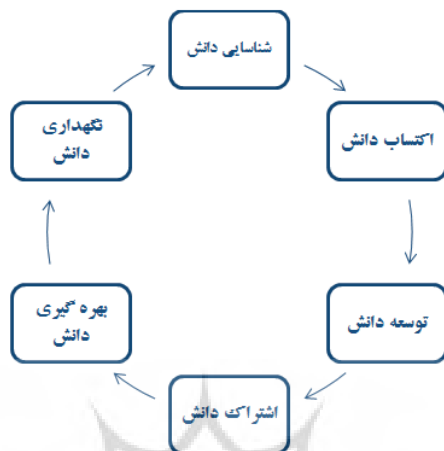 شناسایی دانش
اکتساب دانش
توسعه دانش
اشتراک دانش
بهره گیری
دانش
نگهداری
دانش